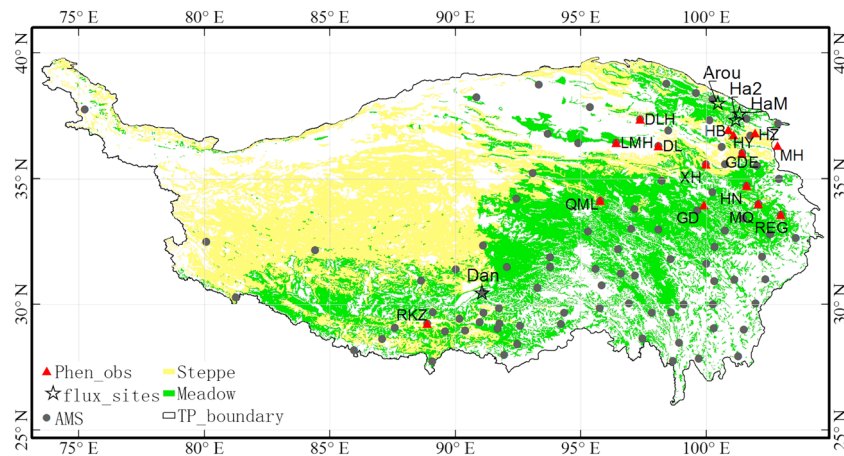 75° E 80° E 85° E 90° E 95° E 100° E
40° N 40° N
Arou
Ha2
HaM
DLH
HB HZ
LMH DL HY MH
GDE
35° N XH 35° N
QML HN
GD MQ REG
Dan
30° N 30° N
RKZ
Phen_obs Steppe
flux_sites Meadow
AMS TP_boundary
25° N 25° N
75° E 80° E 85° E 90° E 95° E 100° E